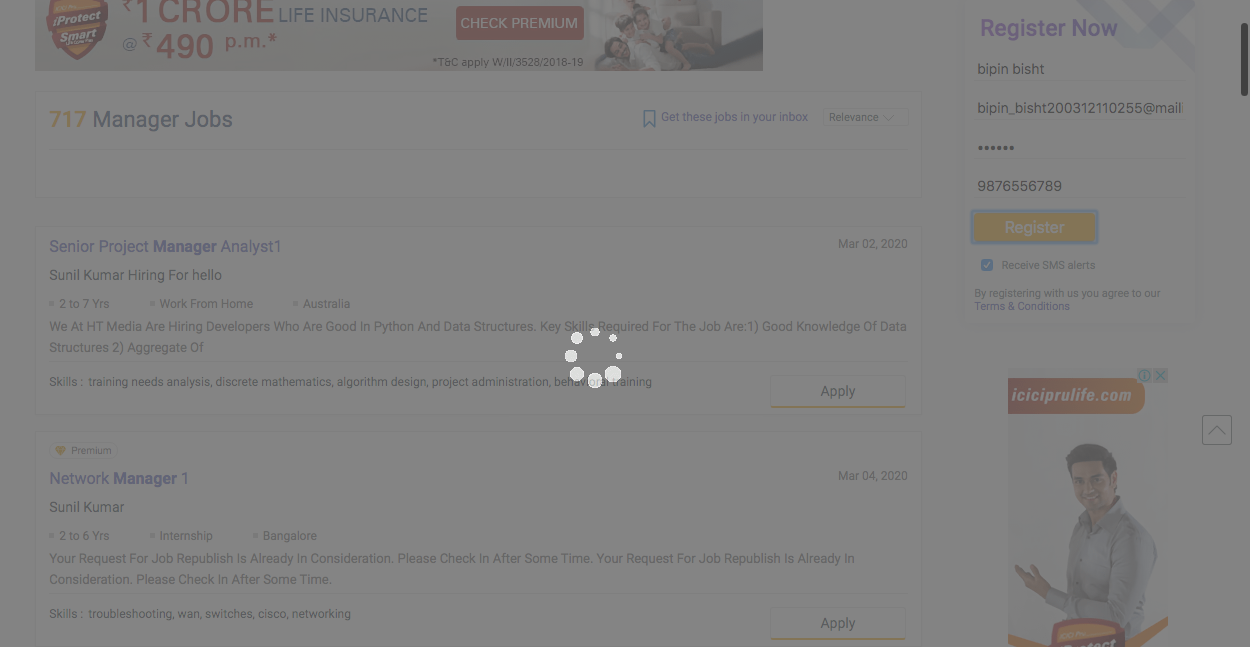 ₹1 CRORE LIFE INSURANCE
iProtect
Smart
@ ₹490 p.m.*
CHECK PREMIUM
*T&C apply W/II/3528/2018-19
717 Manager Jobs
Get these jobs in your inbox
Relevance
Senior Project Manager Analyst1
Mar 02, 2020
Sunil Kumar Hiring For hello
2 to 7 Yrs
Work From Home
Australia
We At HT Media Are Hiring Developers Who Are Good In Python And Data Structures. Key Skills Required For The Job Are:1) Good Knowledge Of Data
Structures 2) Aggregate Of
Skills : training needs analysis, discrete mathematics, algorithm design, project administration, behavioral training
Apply
Premium
Network Manager 1
Mar 04, 2020
Sunil Kumar
2 to 6 Yrs
Internship
Bangalore
Your Request For Job Republish Is Already In Consideration. Please Check In After Some Time. Your Request For Job Republish Is Already In
Consideration. Please Check In After Some Time.
Skills : troubleshooting, wan, switches, cisco, networking
Apply
Register Now
bipin bisht
bipin_bisht200312110255@mail
••••••
9876556789
Register
Receive SMS alerts
By registering with us you agree to our
Terms & Conditions
iciciprulife.com